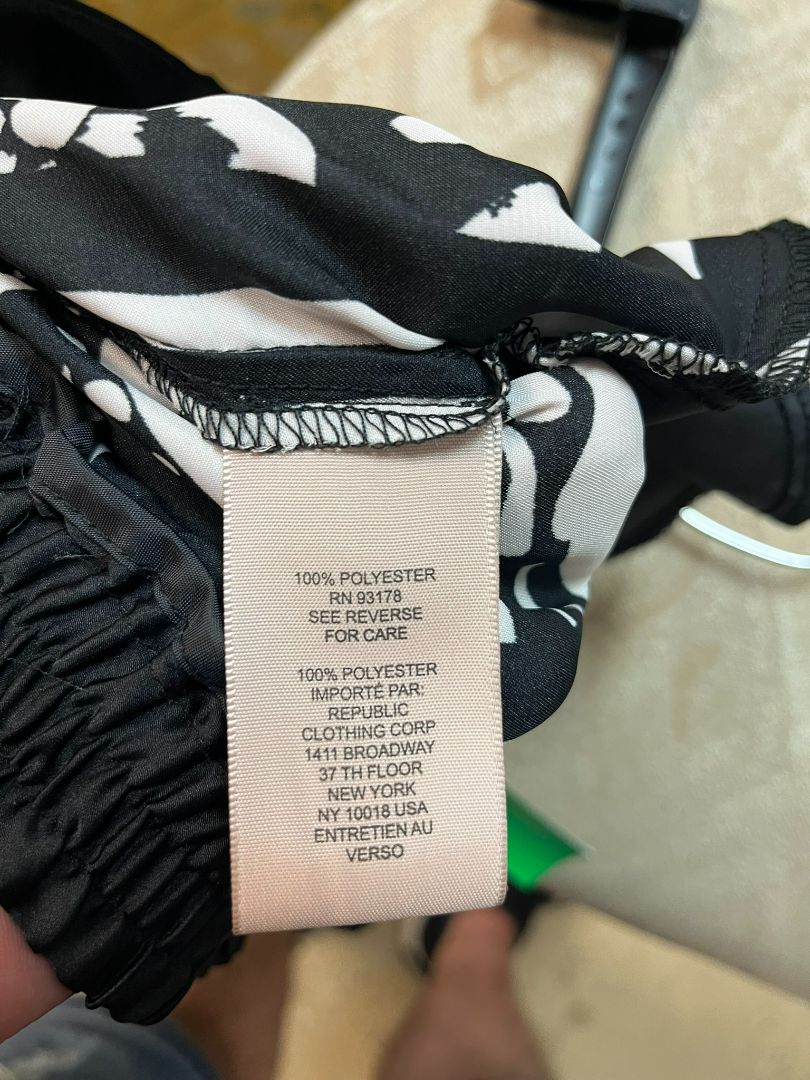 100% POLYESTER
RN 93178
SEE REVERSE
FOR CARE
100% POLYESTER
IMPORTÉ PAR:
REPUBLIC
CLOTHING CORP
1411 BROADWAY
37 TH FLOOR
NEW YORK
NY 10018 USA
ENTRETIEN AU
VERSO